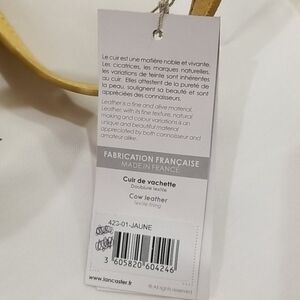 Le cuir est une matière noble et vivante.
Les cicatrices, les marques naturelles,
les variations de teinte sont inhérentes
au cuir. Elles attestent de la pureté de
la peau, soulignent sa beauté et sont
appréciées des connaisseurs.
Leather is a fine and alive material.
Leather with its fine texture, natural
marking and colour variations is an
unique and beautiful material
appreciated by both connoisseur and
amateur alike.
FABRICATION FRANÇAISE
MADE IN FRANCE
Cuir de vachette
Doublure textile
Cow leather
textile lining
423-01-JAUNE
3 605820 604246
www.lancaster.fr
® All rights reserved